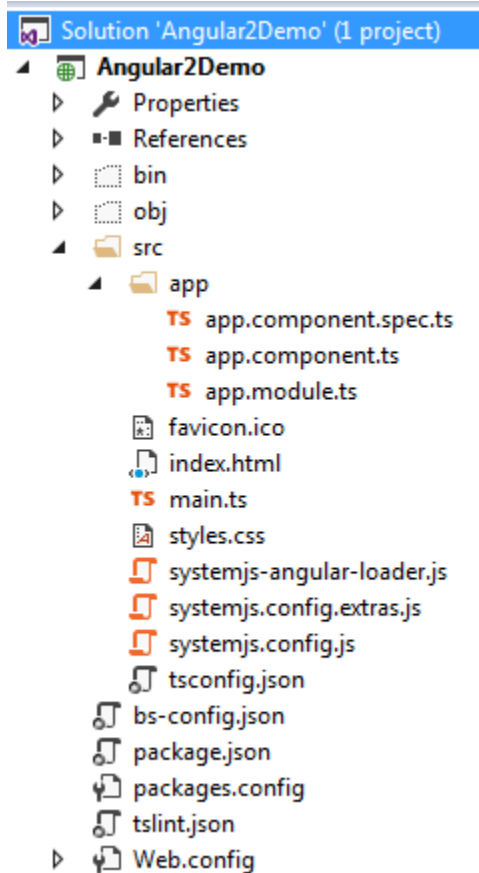 Solution 'Angular2Demo' (1 project)
Angular2Demo
Properties
References
bin
obj
src
app
TS app.component.spec.ts
TS app.component.ts
TS app.module.ts
favicon.ico
index.html
TS main.ts
styles.css
systemjs-angular-loader.js
systemjs.config.extras.js
systemjs.config.js
tsconfig.json
bs-config.json
package.json
packages.config
tslint.json
Web.config